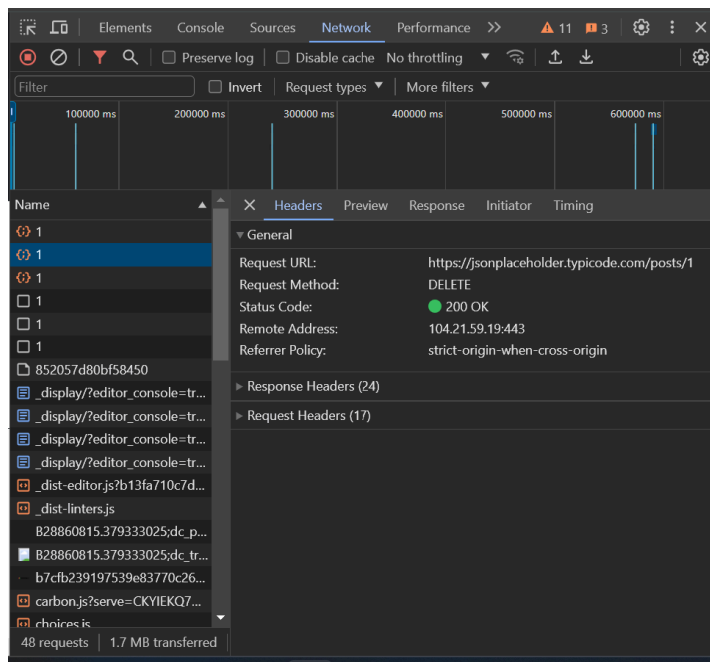 Elements Console Sources Network Performance 11 3
Preserve log Disable cache No throttling
Filter Invert Request types More filters
100000 ms 200000 ms 300000 ms 400000 ms 500000 ms 600000 ms
Name
1
1
1
1
1
1
852057d80bf58450
_display/?editor_console=tr...
_display/?editor_console=tr...
_display/?editor_console=tr...
_display/?editor_console=tr...
_dist-editor.js?b13fa710c7d...
_dist-linters.js
B28860815.379333025;dc_p...
B28860815.379333025;dc_tr...
b7cfb239197539e83770c26...
carbon.js?serve=CKYIEKQ7...
choices.js
48 requests 1.7 MB transferred
Headers Preview Response Initiator Timing
General
Request URL: https://jsonplaceholder.typicode.com/posts/1
Request Method: DELETE
Status Code: 200 OK
Remote Address: 104.21.59.19:443
Referrer Policy: strict-origin-when-cross-origin
Response Headers (24)
Request Headers (17)